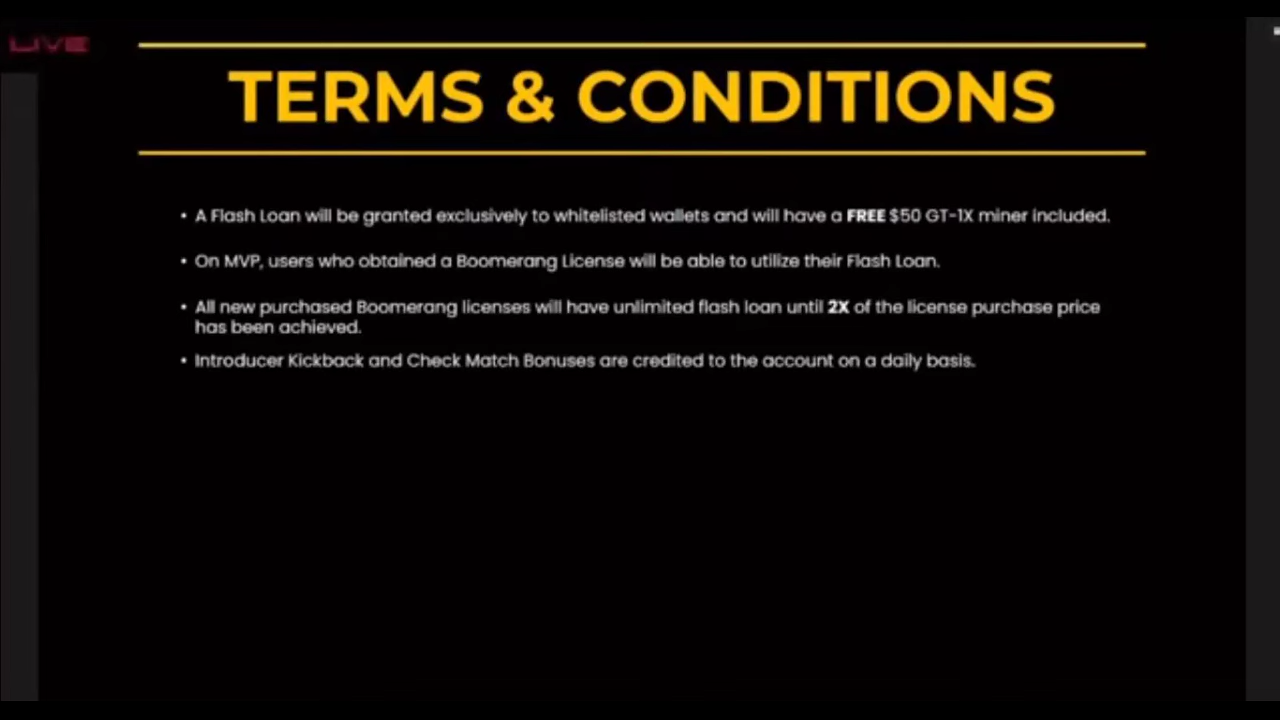 LIVE
TERMS & CONDITIONS
• A Flash Loan will be granted exclusively to whitelisted wallets and will have a FREE $50 GT-1X miner included.
• On MVP, users who obtained a Boomerang License will be able to utilize their Flash Loan.
• All new purchased Boomerang licenses will have unlimited flash loan until 2X of the license purchase price
has been achieved.
• Introducer Kickback and Check Match Bonuses are credited to the account on a daily basis.